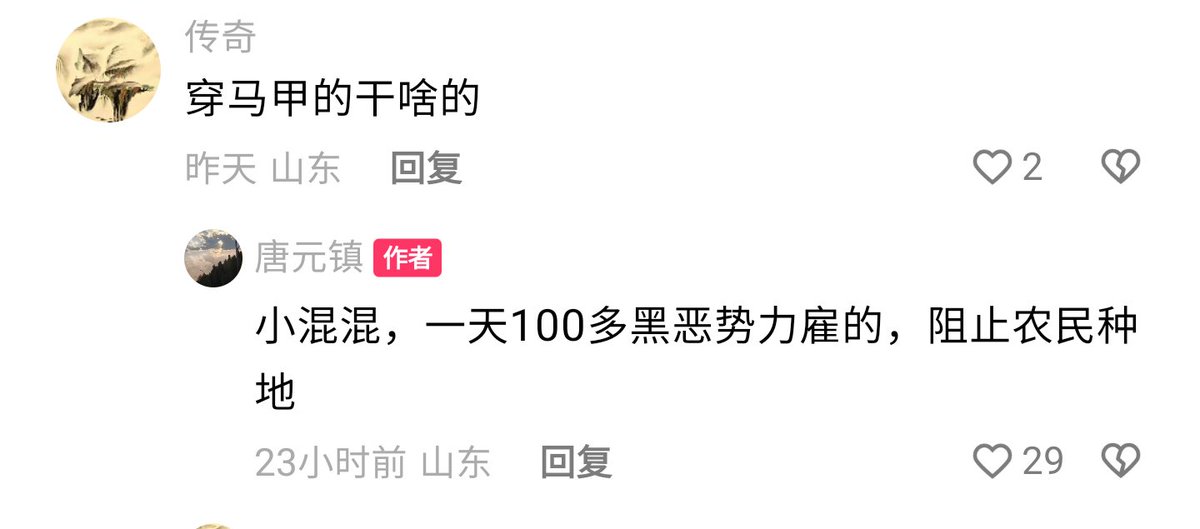 传奇
穿马甲的干啥的
昨天 山东 回复 2
唐元镇 作者
小混混，一天100多黑恶势力雇的，阻止农民种
地
23小时前 山东 回复 29